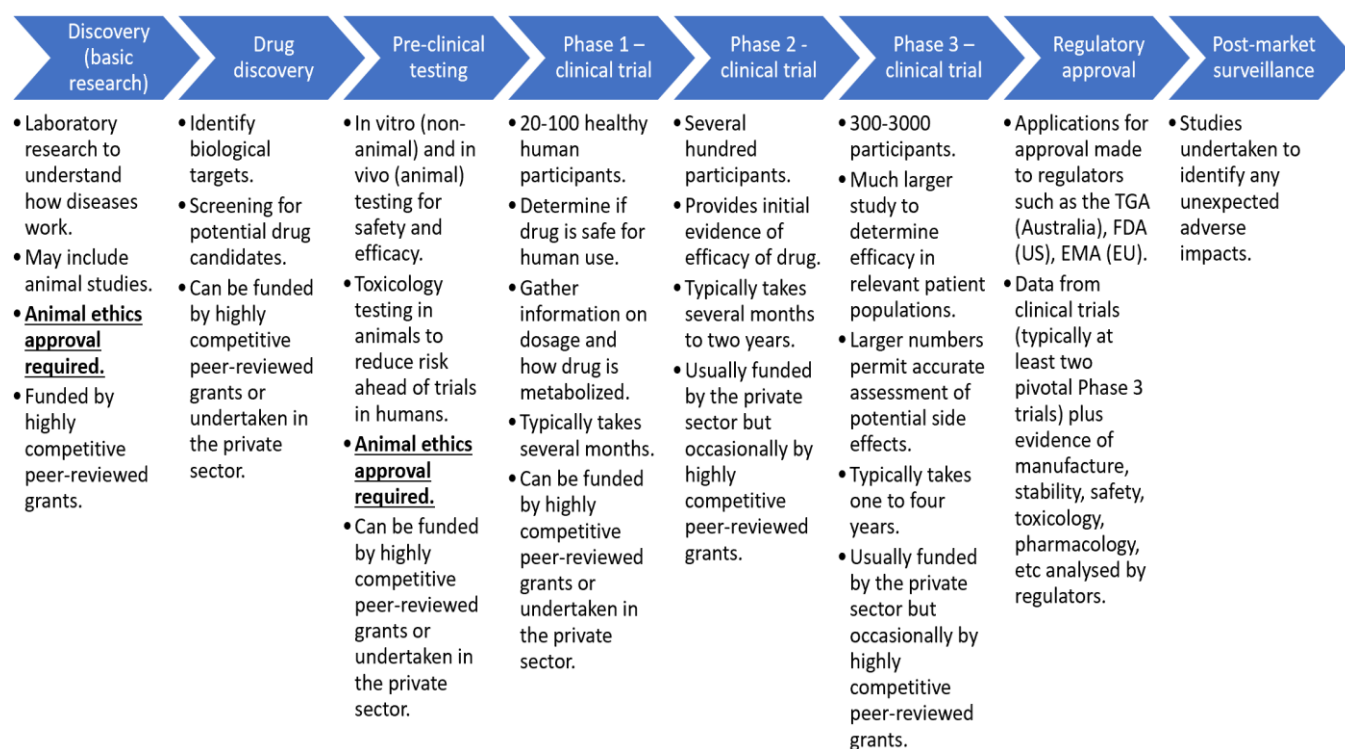 Discovery
(basic
research)
Drug
discovery
Pre-clinical
testing
Phase 1 –
clinical trial
Phase 2 -
clinical trial
Phase 3 –
clinical trial
Regulatory
approval
Post-market
surveillance
• Laboratory
research to
understand
how diseases
work.
• May include
animal studies.
• Animal ethics
approval
required.
• Funded by
highly
competitive
peer-reviewed
grants.
• Identify
biological
targets.
• Screening for
potential drug
candidates.
• Can be funded
by highly
competitive
peer-reviewed
grants or
undertaken in
the private
sector.
• In vitro (non-
animal) and in
vivo (animal)
testing for
safety and
efficacy.
• Toxicology
testing in
animals to
reduce risk
ahead of trials
in humans.
• Animal ethics
approval
required.
• Can be funded
by highly
competitive
peer-reviewed
grants or
undertaken in
the private
sector.
• 20-100 healthy
human
participants.
• Determine if
drug is safe for
human use.
• Gather
information on
dosage and
how drug is
metabolized.
• Typically takes
several months.
• Can be funded
by highly
competitive
peer-reviewed
grants or
undertaken in
the private
sector.
• Several
hundred
participants.
• Provides initial
evidence of
efficacy of drug.
• Typically takes
several months
to two years.
• Usually funded
by the private
sector but
occasionally by
highly
competitive
peer-reviewed
grants.
• 300-3000
participants.
• Much larger
study to
determine
efficacy in
relevant patient
populations.
• Larger numbers
permit accurate
assessment of
potential side
effects.
• Typically takes
one to four
years.
• Usually funded
by the private
sector but
occasionally by
highly
competitive
peer-reviewed
grants.
• Applications for
approval made
to regulators
such as the TGA
(Australia), FDA
(US), EMA (EU).
• Data from
clinical trials
(typically at
least two
pivotal Phase 3
trials) plus
evidence of
manufacture,
stability, safety,
toxicology,
pharmacology,
etc analysed by
regulators.
• Studies
undertaken to
identify any
unexpected
adverse
impacts.